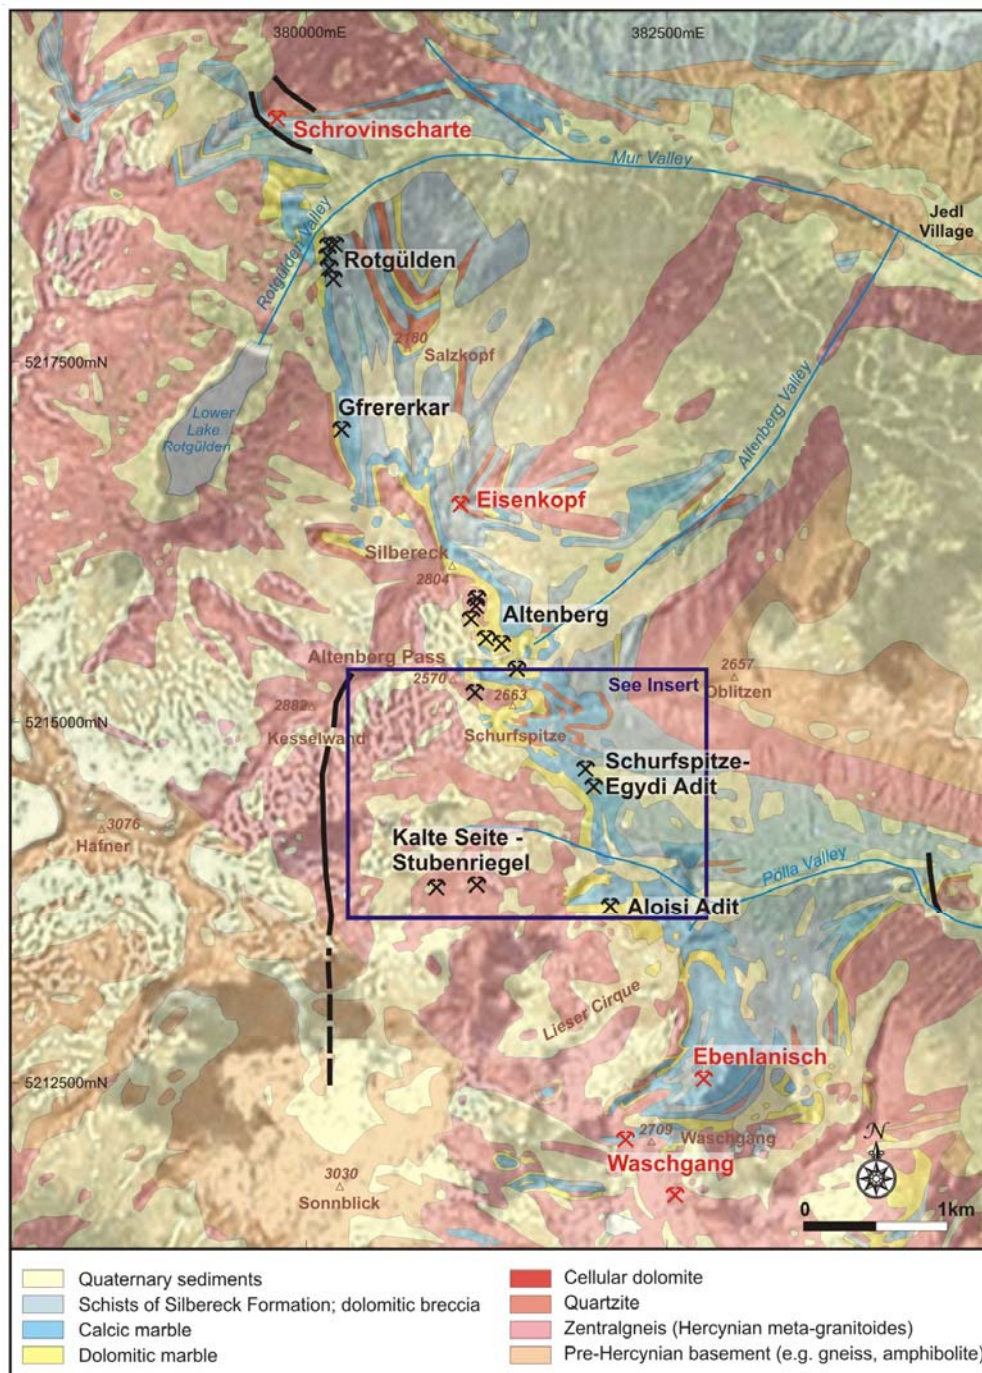 380000mE
382500mE
Schrovinscharte
Mur Valley
Jedl
Village
Rotgülden Valley
Rotgülden
2180
Salzkopf
5217500mN
Altenberg Valley
Gfrererkar
Lower
Lake
Rotgülden
Eisenkopf
Silbereck
2804
Altenberg
Altenberg Pass
2570
2663
See Insert
2657
Oblitzen
2882
5215000mN
Kesselwand
Schurfspitze
Schurfspitze-
Egydi Adit
3076
Hafner
Kalte Seite -
Stubenriegel
Pölla Valley
Aloisi Adit
Lieser Cirque
Ebenlanisch
5212500mN
2709
Waschgang
Waschgang
N
3030
Sonnblick
0
1km
Quaternary sediments
Schists of Silbereck Formation; dolomitic breccia
Calcic marble
Dolomitic marble
Cellular dolomite
Quartzite
Zentralgneis (Hercynian meta-granitoides)
Pre-Hercynian basement (e.g. gneiss, amphibolite)